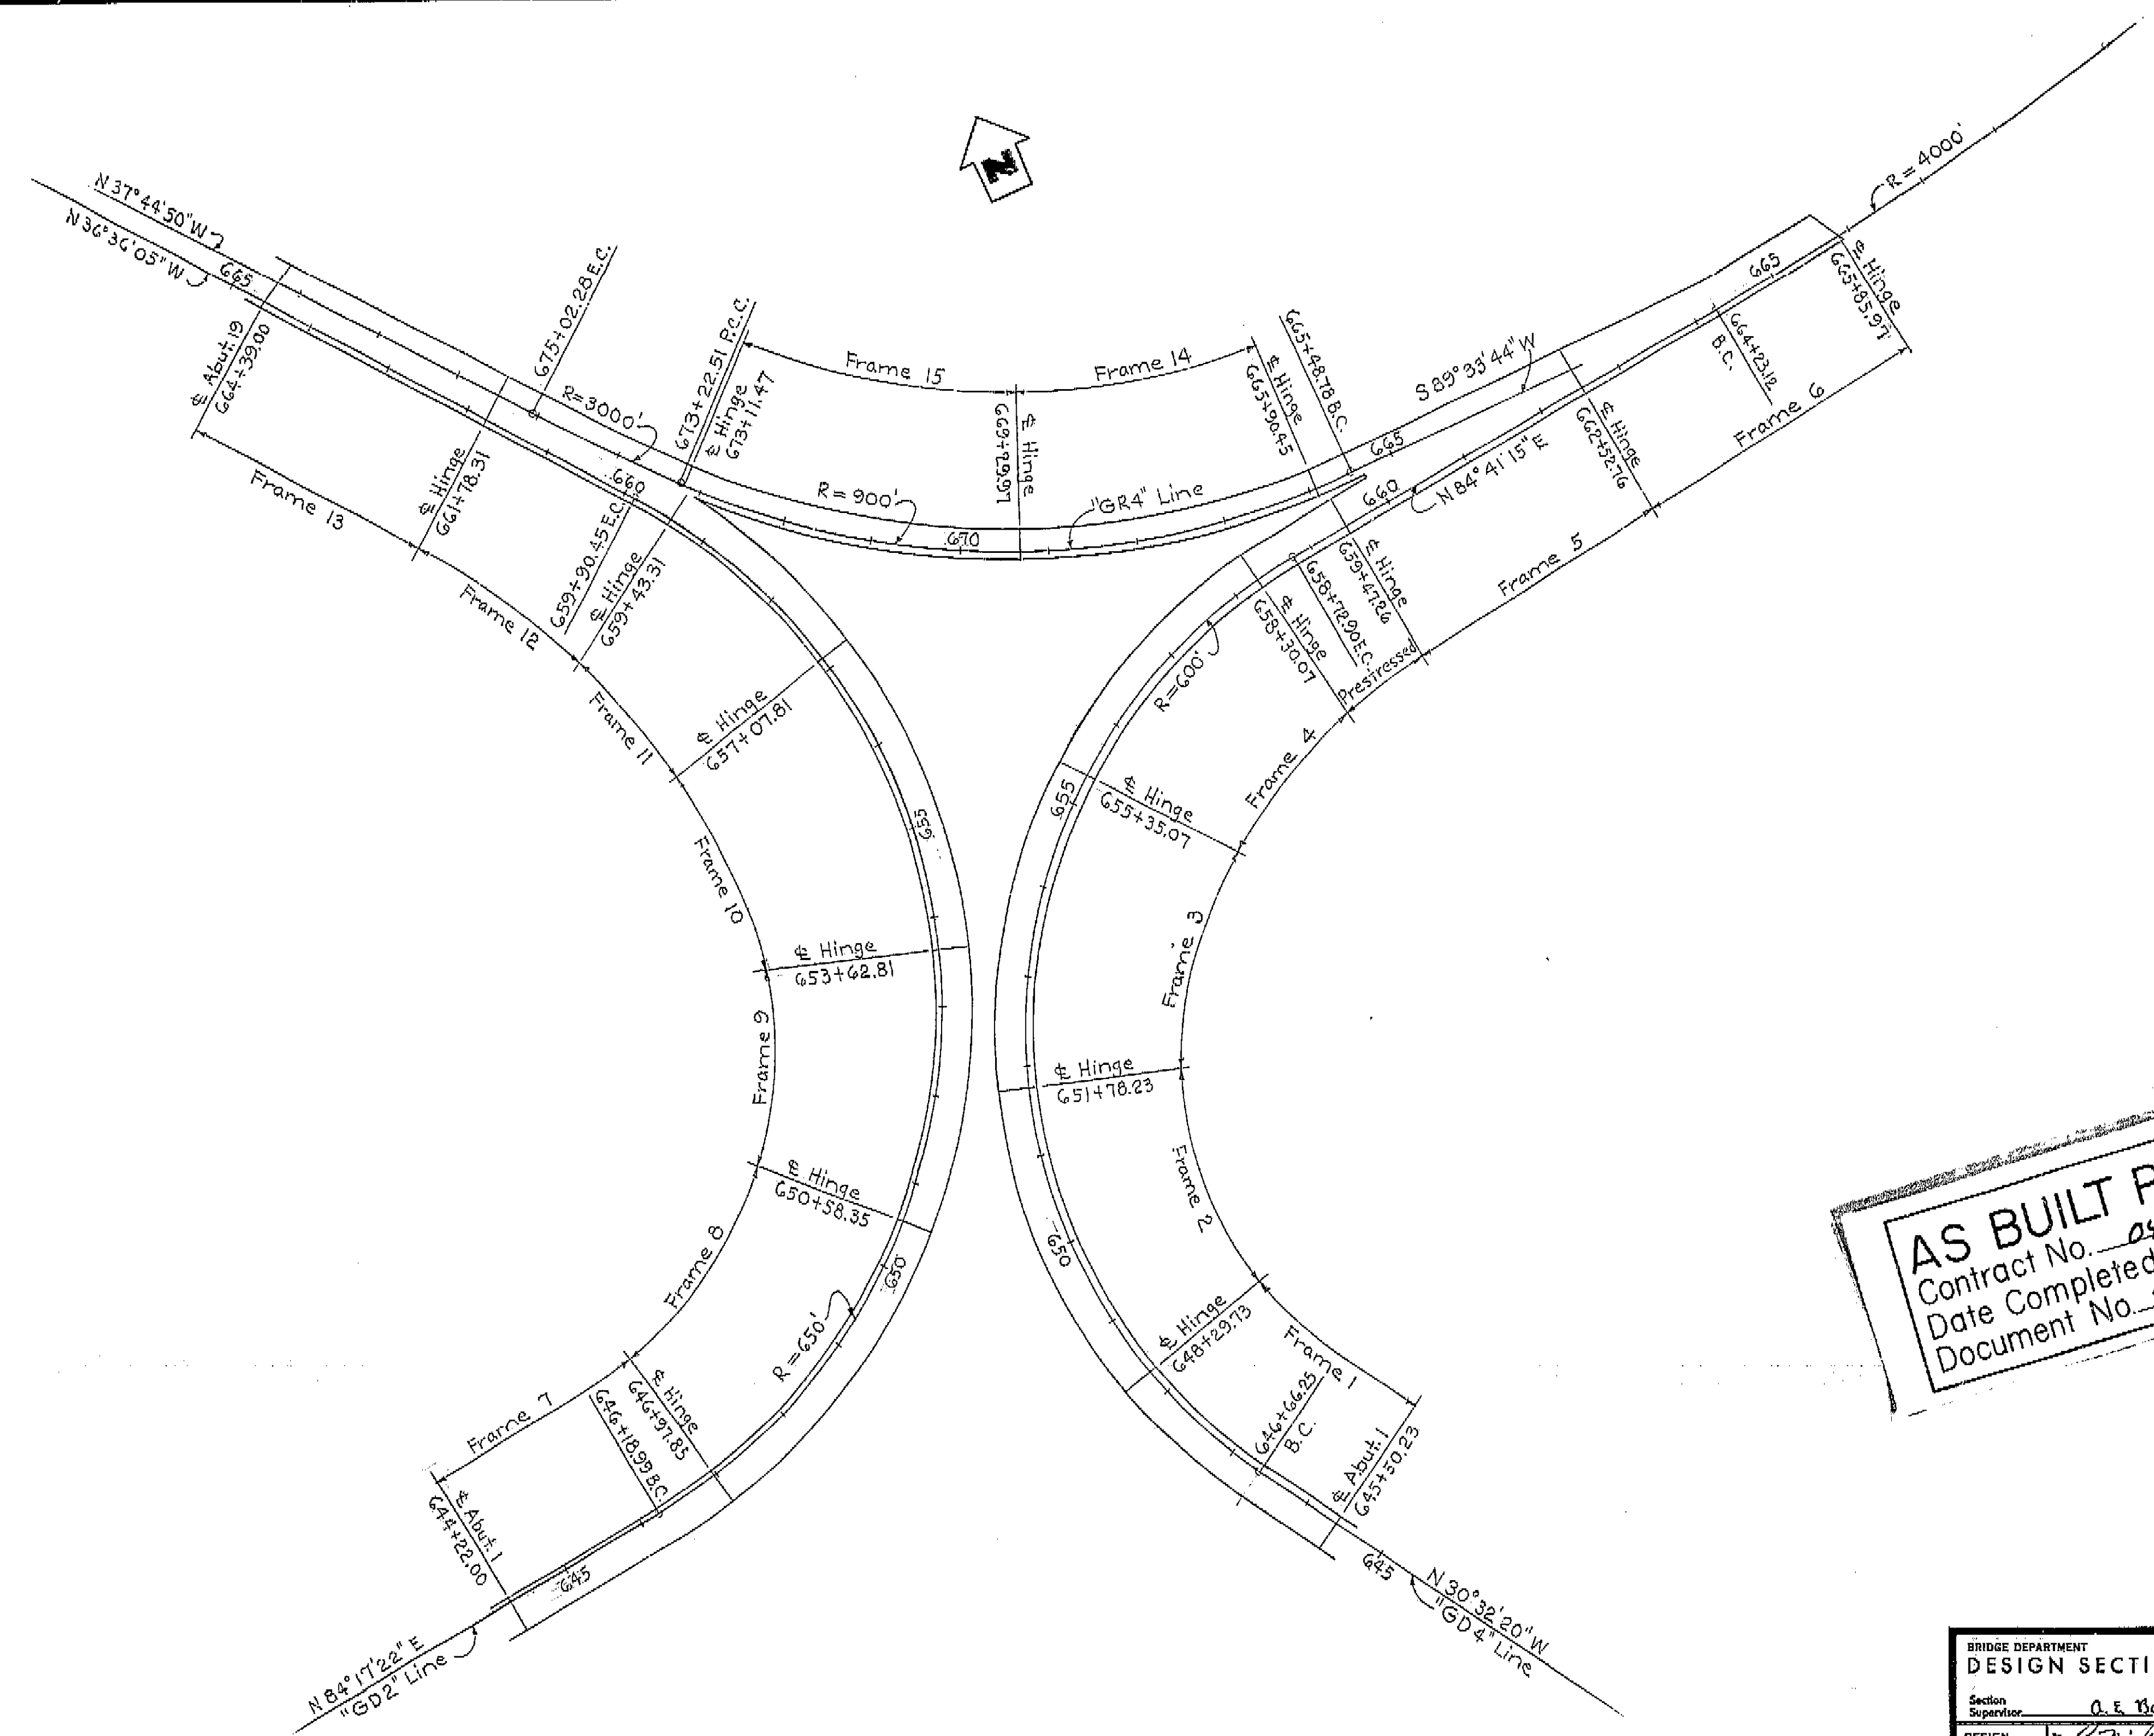 N 37°44'50" W
N 36°36'05" W
665
℄ Abut. 19
664+39.00
Frame 13
℄ Hinge
661+78.31
675+02.28 E.C.
R=3000'
660
673+22.51 P.C.C.
℄ Hinge
673+11.47
Frame 12
659+90.45 E.C.
℄ Hinge
659+43.31
N
Frame 15
Frame 14
℄ Hinge
669+29.97
R=900'
"GR4" Line
670
℄ Hinge
665+90.45
665+48.78 B.C.
665
S 89°33'44" W
R=4000'
665
℄ Hinge
665+85.97
664+23.12
B.C.
Frame 6
℄ Hinge
662+52.76
N 84°41'15" E
660
Frame 5
℄ Hinge
659+47.26
658+72.90 E.C.
℄ Hinge
658+30.07
Prestressed
R=600'
Frame 4
Frame 11
℄ Hinge
657+07.81
655
Frame 10
℄ Hinge
653+62.81
Frame 9
℄ Hinge
650+58.35
650
Frame 8
R=650'
Frame 7
℄ Hinge
646+97.85
646+18.99 B.C.
℄ Abut. 1
644+22.00
645
N 84°17'22" E
"GD2" Line
655
℄ Hinge
655+35.07
Frame 3
℄ Hinge
651+78.23
Frame 2
650
℄ Hinge
648+29.73
Frame 1
646+66.25
B.C.
℄ Abut. 1
645+50.23
645
N 30°32'20" W
"GD4" Line
AS BUILT P
Contract No.
Date Completed
Document No.
BRIDGE DEPARTMENT
DESIGN SECTI
Section
Supervisor